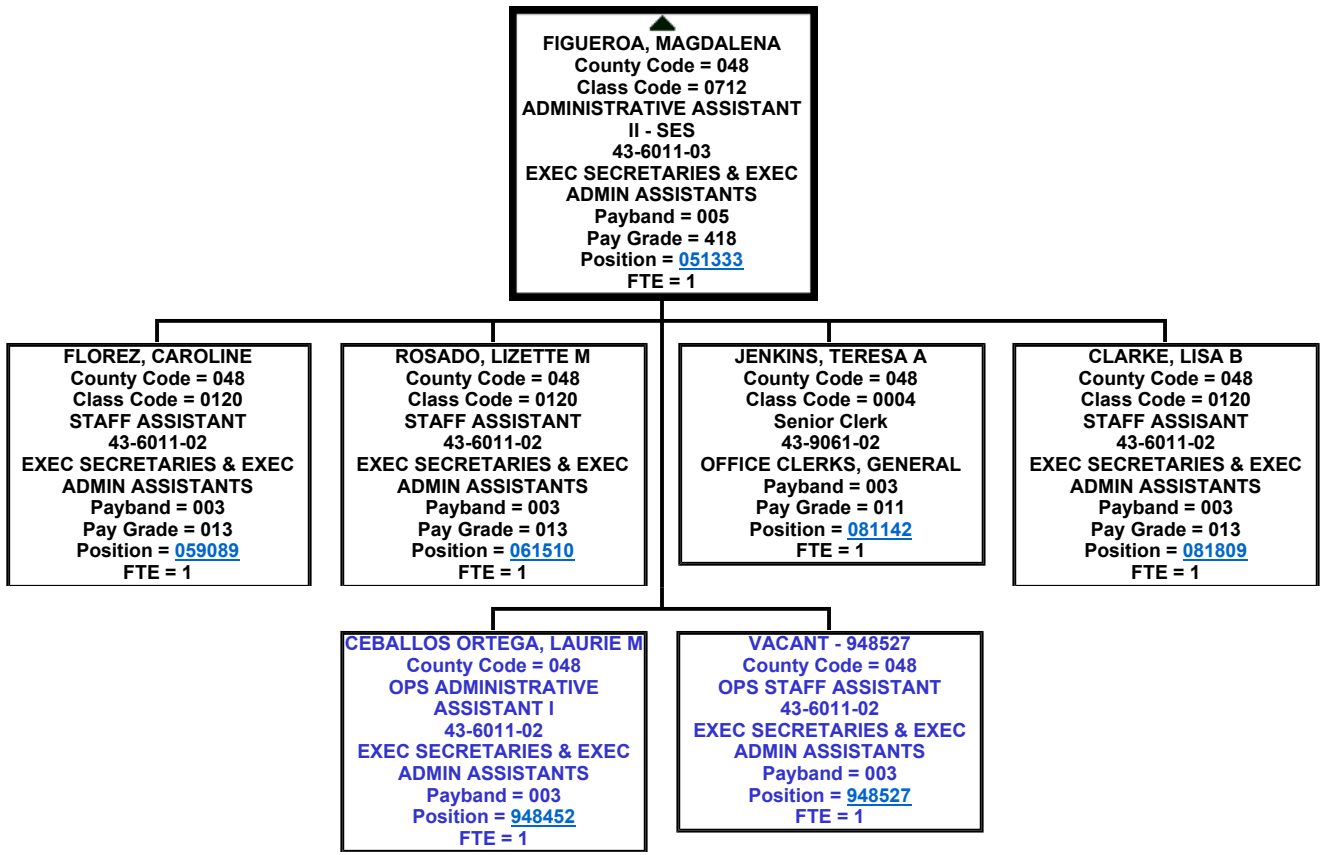 FIGUEROA, MAGDALENA
County Code = 048
Class Code = 0712
ADMINISTRATIVE ASSISTANT
II - SES
43-6011-03
EXEC SECRETARIES & EXEC
ADMIN ASSISTANTS
Payband = 005
Pay Grade = 418
Position = 051333
FTE = 1
FLOREZ, CAROLINE
County Code = 048
Class Code = 0120
STAFF ASSISTANT
43-6011-02
EXEC SECRETARIES & EXEC
ADMIN ASSISTANTS
Payband = 003
Pay Grade = 013
Position = 059089
FTE = 1
ROSADO, LIZETTE M
County Code = 048
Class Code = 0120
STAFF ASSISTANT
43-6011-02
EXEC SECRETARIES & EXEC
ADMIN ASSISTANTS
Payband = 003
Pay Grade = 013
Position = 061510
FTE = 1
JENKINS, TERESA A
County Code = 048
Class Code = 0004
Senior Clerk
43-9061-02
OFFICE CLERKS, GENERAL
Payband = 003
Pay Grade = 011
Position = 081142
FTE = 1
CLARKE, LISA B
County Code = 048
Class Code = 0120
STAFF ASSISANT
43-6011-02
EXEC SECRETARIES & EXEC
ADMIN ASSISTANTS
Payband = 003
Pay Grade = 013
Position = 081809
FTE = 1
CEBALLOS ORTEGA, LAURIE M
County Code = 048
OPS ADMINISTRATIVE
ASSISTANT I
43-6011-02
EXEC SECRETARIES & EXEC
ADMIN ASSISTANTS
Payband = 003
Position = 948452
FTE = 1
VACANT - 948527
County Code = 048
OPS STAFF ASSISTANT
43-6011-02
EXEC SECRETARIES & EXEC
ADMIN ASSISTANTS
Payband = 003
Position = 948527
FTE = 1